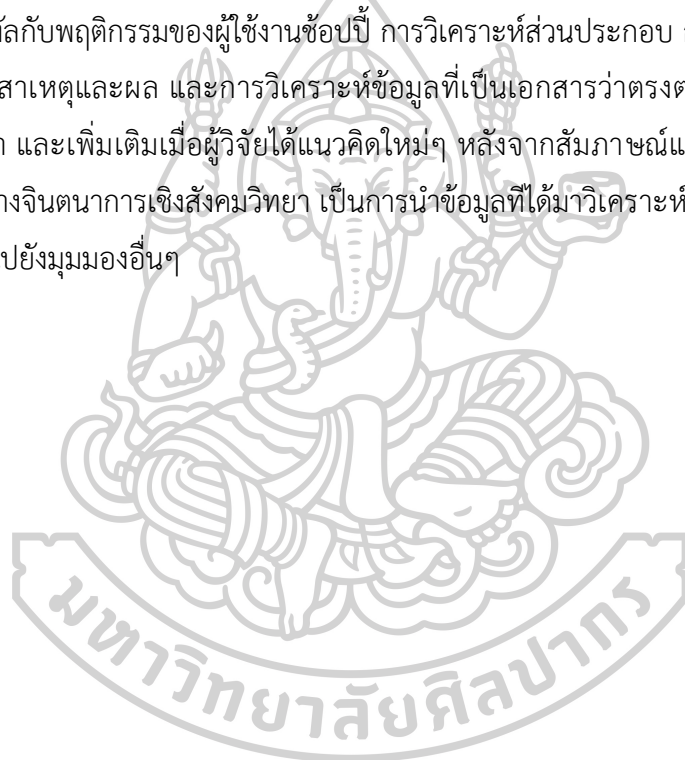 กับพฤติกรรมของผู้ใช้งานช้อปปี้ การวิเคราะห์ส่วนประกอบ
สาเหตุและผล และการวิเคราะห์ข้อมูลที่เป็นเอกสารว่าตรงต
และเพิ่มเติมเมื่อผู้วิจัยได้แนวคิดใหม่ๆ หลังจากสัมภาษณ์แ
างจินตนาการเชิงสังคมวิทยา เป็นการนำข้อมูลทีได้มาวิเคราะห์
ปยังมุมมองอื่นๆ
มหาวิทยาลัยศิลปากร